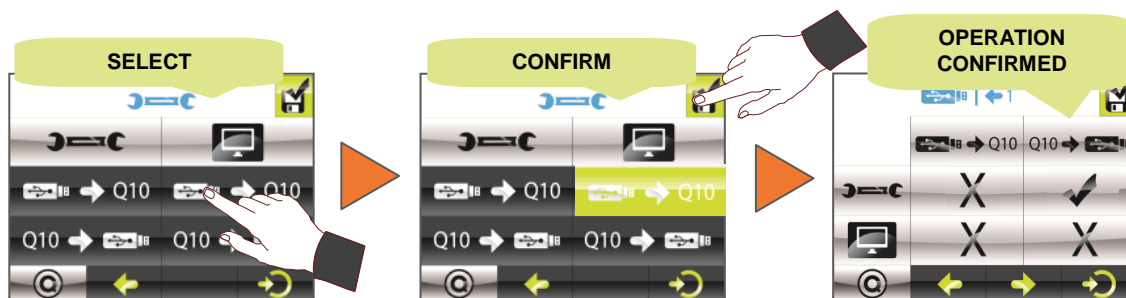 SELECT
CONFIRM
OPERATION
CONFIRMED
1
Q10 Q10
Q10 Q10
Q10 Q10
Q10 Q10
Q10 Q10
X
X X